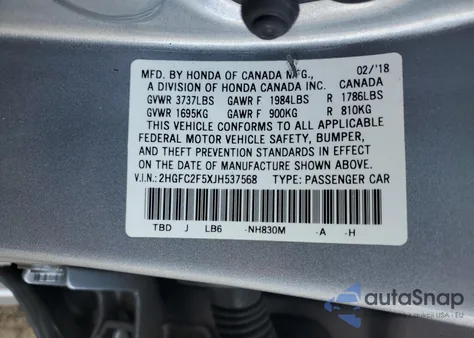 MFD. BY HONDA OF CANADA MFG., 02/'18
A DIVISION OF HONDA CANADA INC. CANADA
GVWR 3737LBS GAWR F 1984LBS R 1786LBS
GVWR 1695KG GAWR F 900KG R 810KG
THIS VEHICLE CONFORMS TO ALL APPLICABLE
FEDERAL MOTOR VEHICLE SAFETY, BUMPER,
AND THEFT PREVENTION STANDARDS IN EFFECT
ON THE DATE OF MANUFACTURE SHOWN ABOVE.
V.I.N.: 2HGFC2F5XJH537568 TYPE: PASSENGER CAR
TBD J LB6 -NH830M -A -H
autoSnap